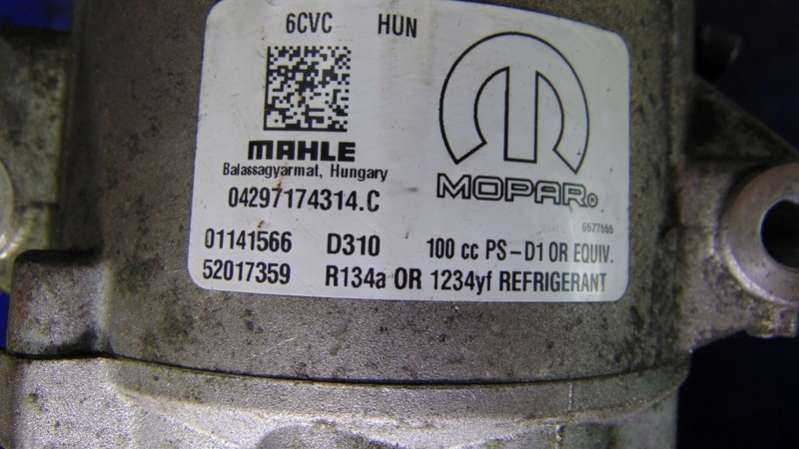 6CVC HUN
MAHLE
Balassagyarmat, Hungary
MOPAR®
04297174314.C
6577555
01141566 D310 100 cc PS-D1 OR EQUIV.
52017359 R134a OR 1234yf REFRIGERANT